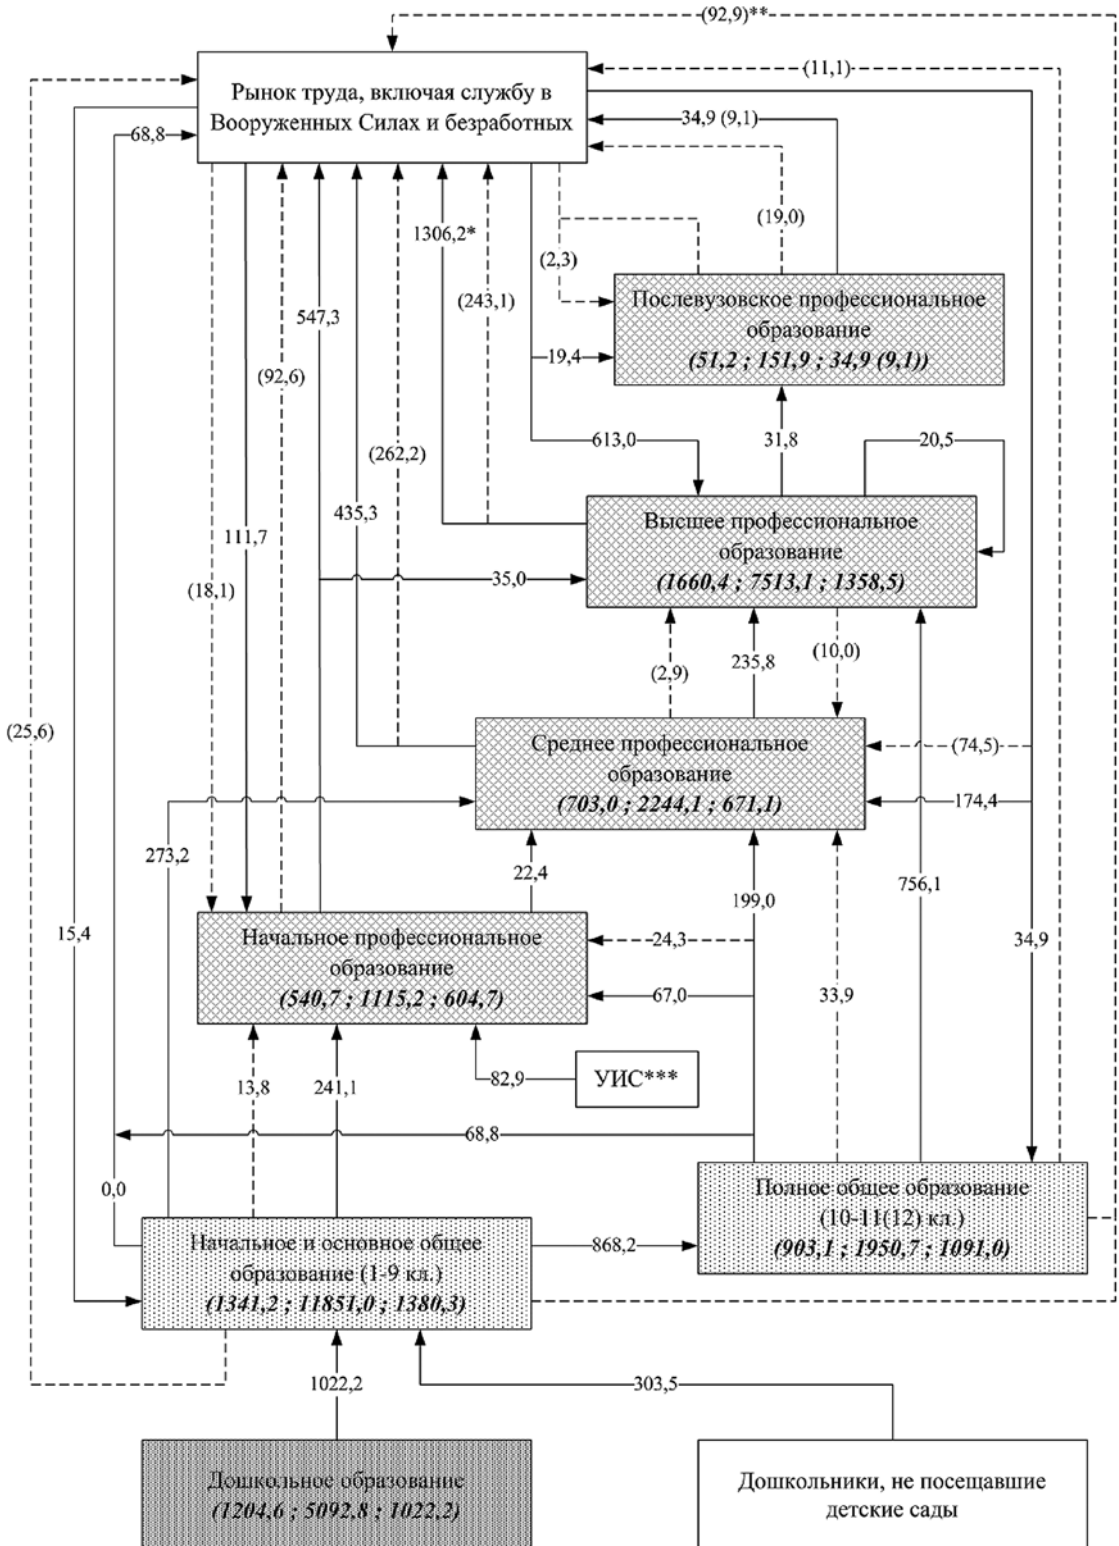 (92,9)**
(11,1)
Рынок труда, включая службу в
Вооруженных Силах и безработных
68,8
34,9 (9,1)
(19,0)
1306,2*
(2,3)
(243,1)
547,3
Послевузовское профессиональное
образование
(51,2 ; 151,9 ; 34,9 (9,1))
19,4
(92,6)
(262,2)
613,0
31,8
20,5
435,3
111,7
Высшее профессиональное
образование
(1660,4 ; 7513,1 ; 1358,5)
(18,1)
35,0
(2,9)
235,8
(10,0)
(25,6)
Среднее профессиональное
образование
(703,0 ; 2244,1 ; 671,1)
(74,5)
174,4
273,2
22,4
199,0
756,1
15,4
Начальное профессиональное
образование
(540,7 ; 1115,2 ; 604,7)
24,3
34,9
67,0
33,9
13,8
241,1
82,9
УИС***
68,8
0,0
Полное общее образование
(10-11(12) кл.)
(903,1 ; 1950,7 ; 1091,0)
Начальное и основное общее
образование (1-9 кл.)
(1341,2 ; 11851,0 ; 1380,3)
868,2
1022,2
303,5
Дошкольное образование
(1204,6 ; 5092,8 ; 1022,2)
Дошкольники, не посещавшие
детские сады